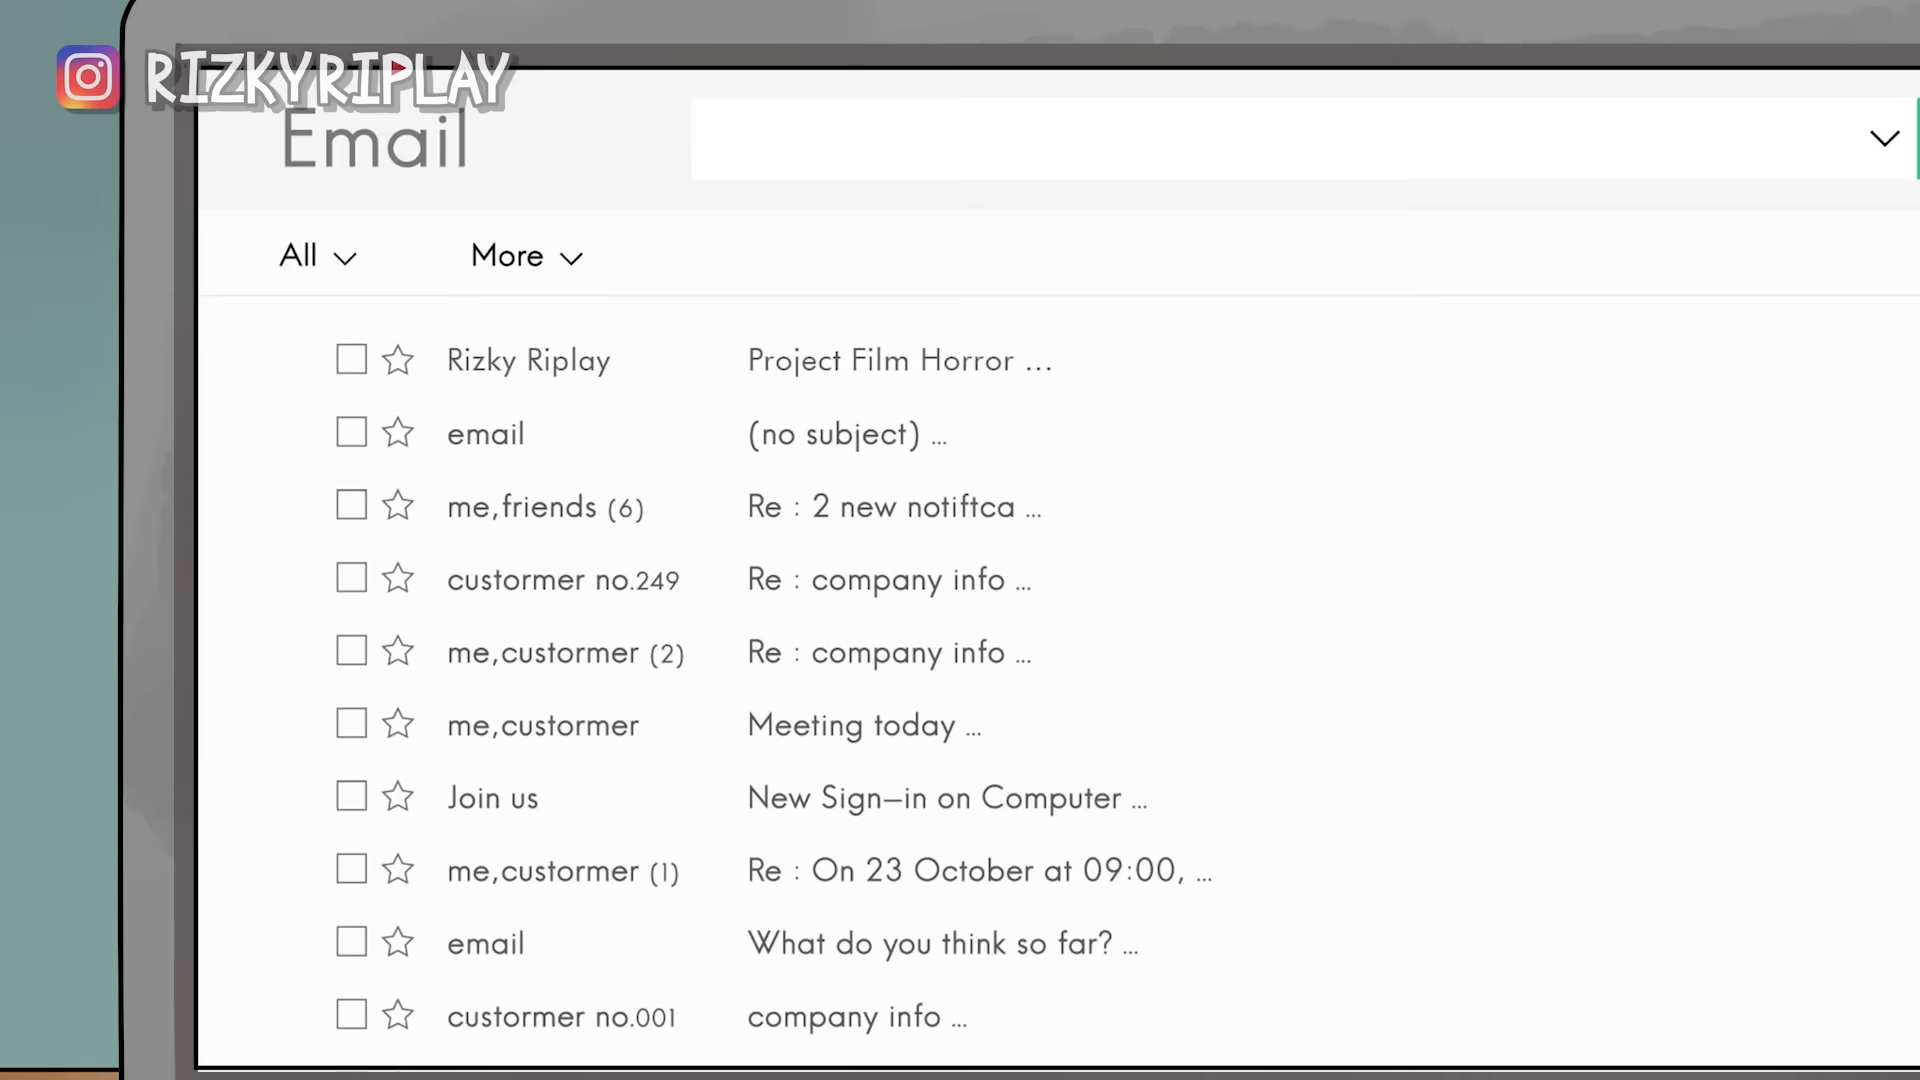 RIZKYRIPLAY
Email
All More
Rizky Riplay Project Film Horror ...
email (no subject) ...
me,friends (6) Re : 2 new notiftca ...
custormer no.249 Re : company info ...
me,custormer (2) Re : company info ...
me,custormer Meeting today ...
Join us New Sign–in on Computer ...
me,custormer (1) Re : On 23 October at 09:00, ...
email What do you think so far? ...
custormer no.001 company info ...